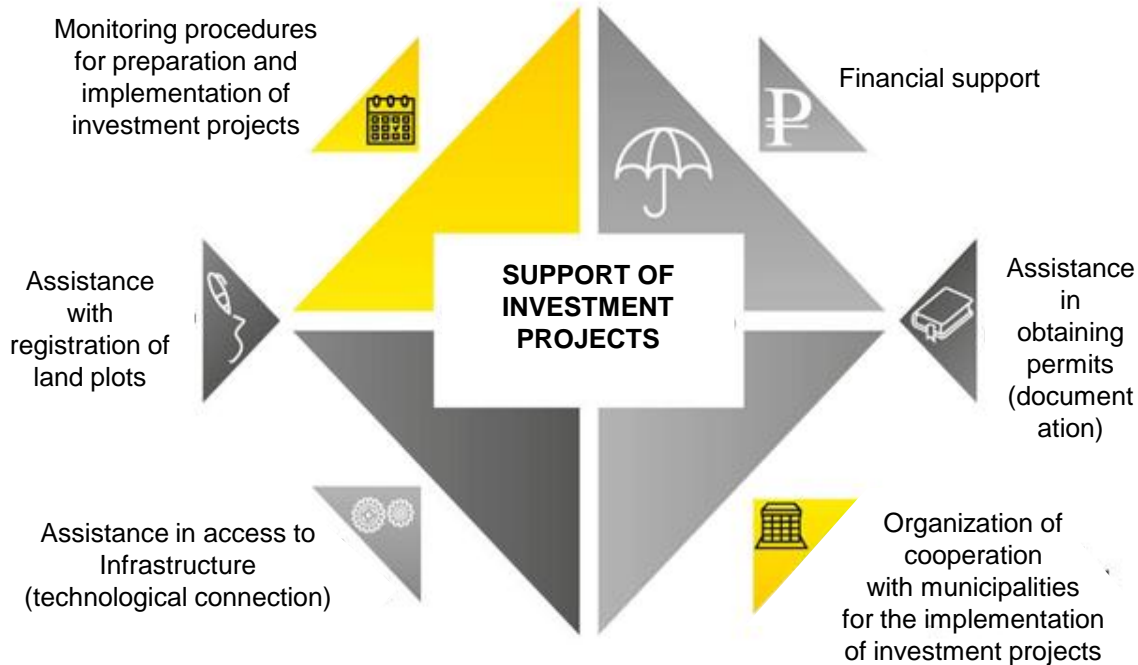 Monitoring procedures
for preparation and
implementation of
investment projects
Financial support
₽
SUPPORT OF
INVESTMENT
PROJECTS
Assistance
with
registration of
land plots
Assistance
in
obtaining
permits
(document
ation)
Assistance in access to
Infrastructure
(technological connection)
Organization of
cooperation
with municipalities
for the implementation
of investment projects